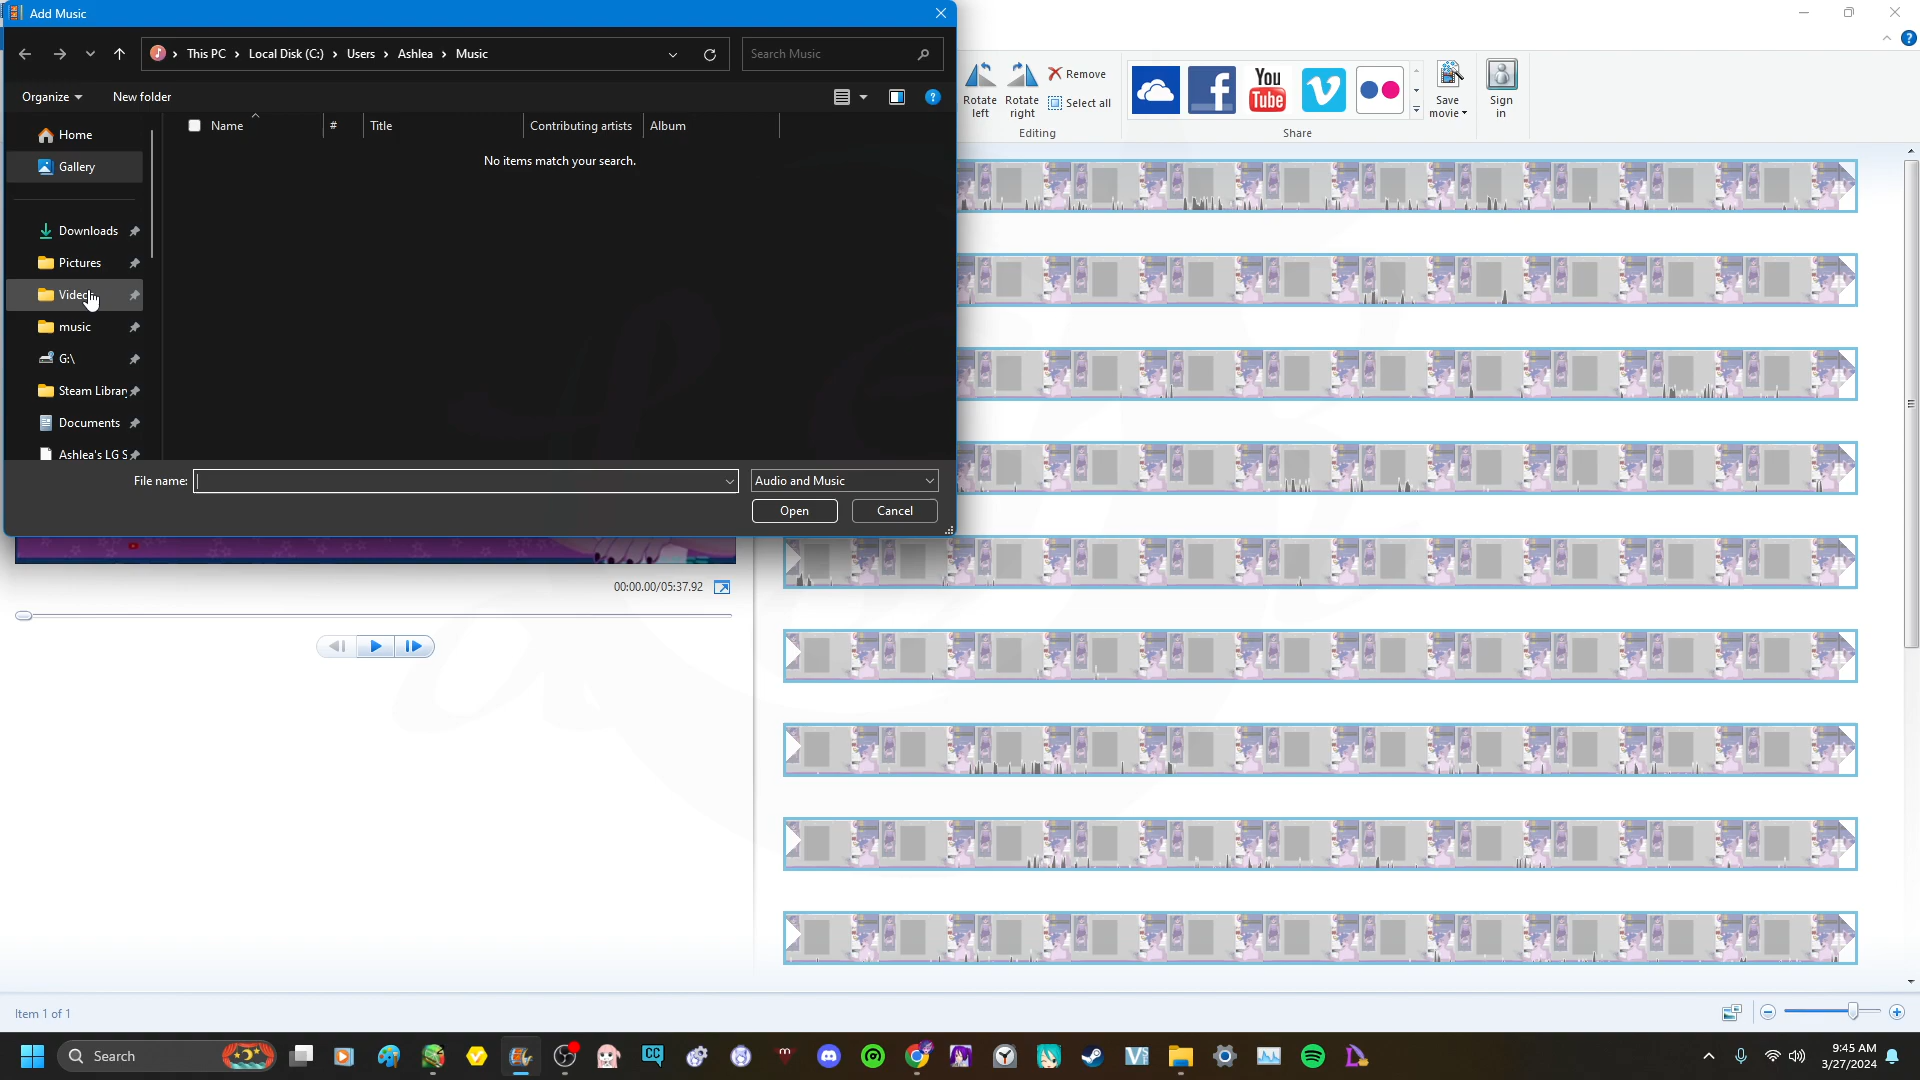 Add Music
This PC > Local Disk (C:) > Users > Ashlea > Music
Search Music
Organize
New folder
Name
#
Title
Contributing artists
Album
No items match your search.
Home
Gallery
Downloads
Pictures
Video
music
G:\
Steam Librar
Documents
Ashlea's LG S
File name:
Audio and Music
Open
Cancel
Rotate left
Rotate right
Remove
Select all
Editing
You Tube
Save movie
Share
Sign in
00:00.00/05:37.92
Item 1 of 1
Search
CC
9:45 AM
3/27/2024